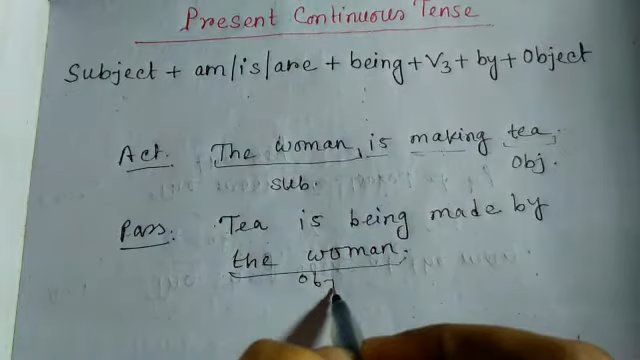 Present Continuous Tense
Subject + am/is/are + being + V3 + by + Object
Act. The woman, is making tea.
sub. Obj.
Pass. Tea is being made by
the woman.
obj